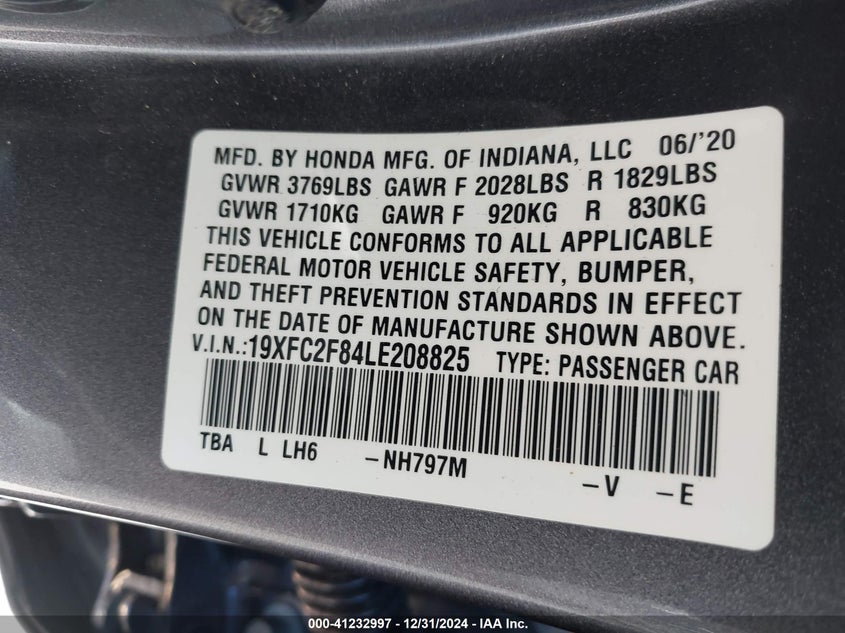 MFD. BY HONDA MFG. OF INDIANA, LLC 06/'20
GVWR 3769LBS GAWR F 2028LBS R 1829LBS
GVWR 1710KG GAWR F 920KG R 830KG
THIS VEHICLE CONFORMS TO ALL APPLICABLE
FEDERAL MOTOR VEHICLE SAFETY, BUMPER,
AND THEFT PREVENTION STANDARDS IN EFFECT
ON THE DATE OF MANUFACTURE SHOWN ABOVE.
V.I.N.:19XFC2F84LE208825 TYPE: PASSENGER CAR
TBA L LH6 -NH797M -V -E
000-41232997 - 12/31/2024 - IAA Inc.